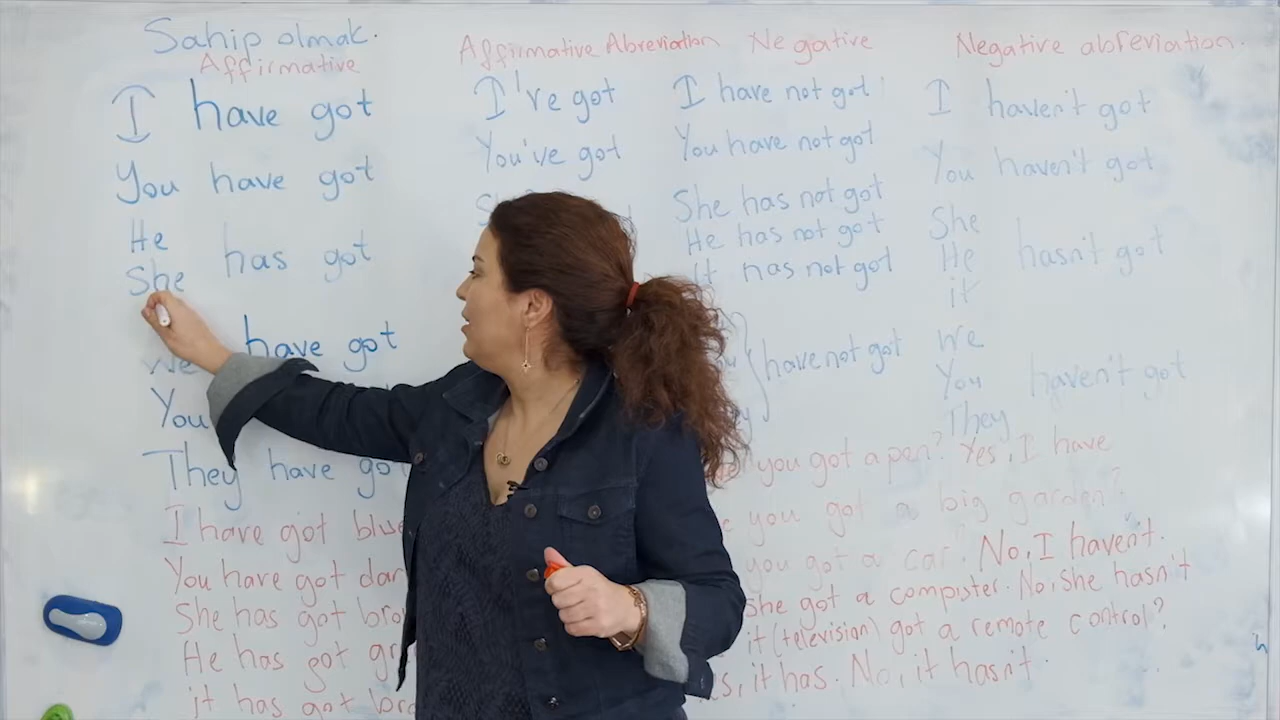 Sahip olmak.
Affirmative
I have got
You have got
He
She
has got
We
have got
You
They have got
I have got blue
You have got dar
She has got bro
He has got gr
it has got bro
Affirmative Abreviation
I've got
You've got
Negative
I have not got
You have not got
She has not got
He has not got
It has not got
have not got
Negative abreviation.
I haven't got
You haven't got
She
He
it
hasn't got
We
You
They
haven't got
you got a pen? Yes, I have
you got a big garden?
you got a car. No, I haven't.
she got a computer. No, she hasn't
it (television) got a remote control?
s, it has. No, it hasn't.